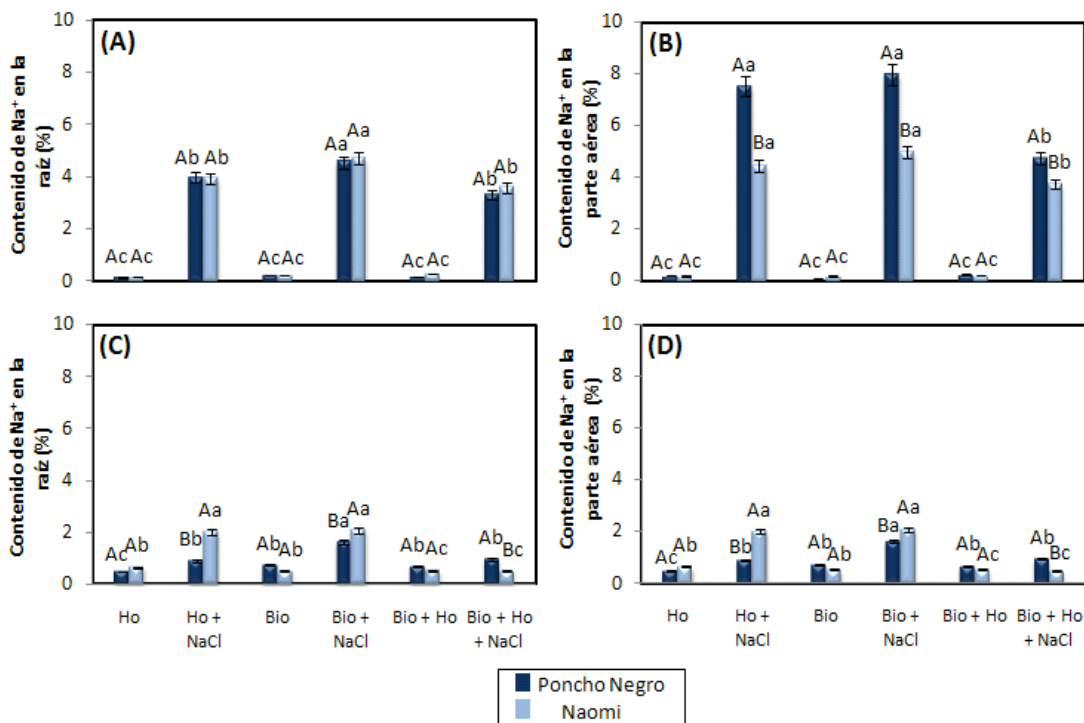 Contenido de Na⁺ en la
raíz (%)
10
8
6
4
2
0
(A)
Ac Ac
Ab Ab
Ac Ac
Aa Aa
Ac Ac
Ab Ab
Contenido de Na⁺ en la
parte aérea (%)
10
8
6
4
2
0
(B)
Ac Ac
Aa Ba
Ac Ac
Aa Ba
Ac Ac
Ab Bb
Contenido de Na⁺ en la
raíz (%)
10
8
6
4
2
0
(C)
Ac Ab
Bb Aa
Ab Ab
Ba Aa
Ab Ac
Ab Bc
Ho
Ho +
NaCl
Bio
Bio +
NaCl
Bio + Ho
Bio + Ho
+ NaCl
Contenido de Na⁺ en la
parte aérea (%)
10
8
6
4
2
0
(D)
Ac Ab
Bb Aa
Ab Ab
Ba Aa
Ab Ac
Ab Bc
Ho
Ho +
NaCl
Bio
Bio +
NaCl
Bio + Ho
Bio + Ho
+ NaCl
Poncho Negro
Naomi